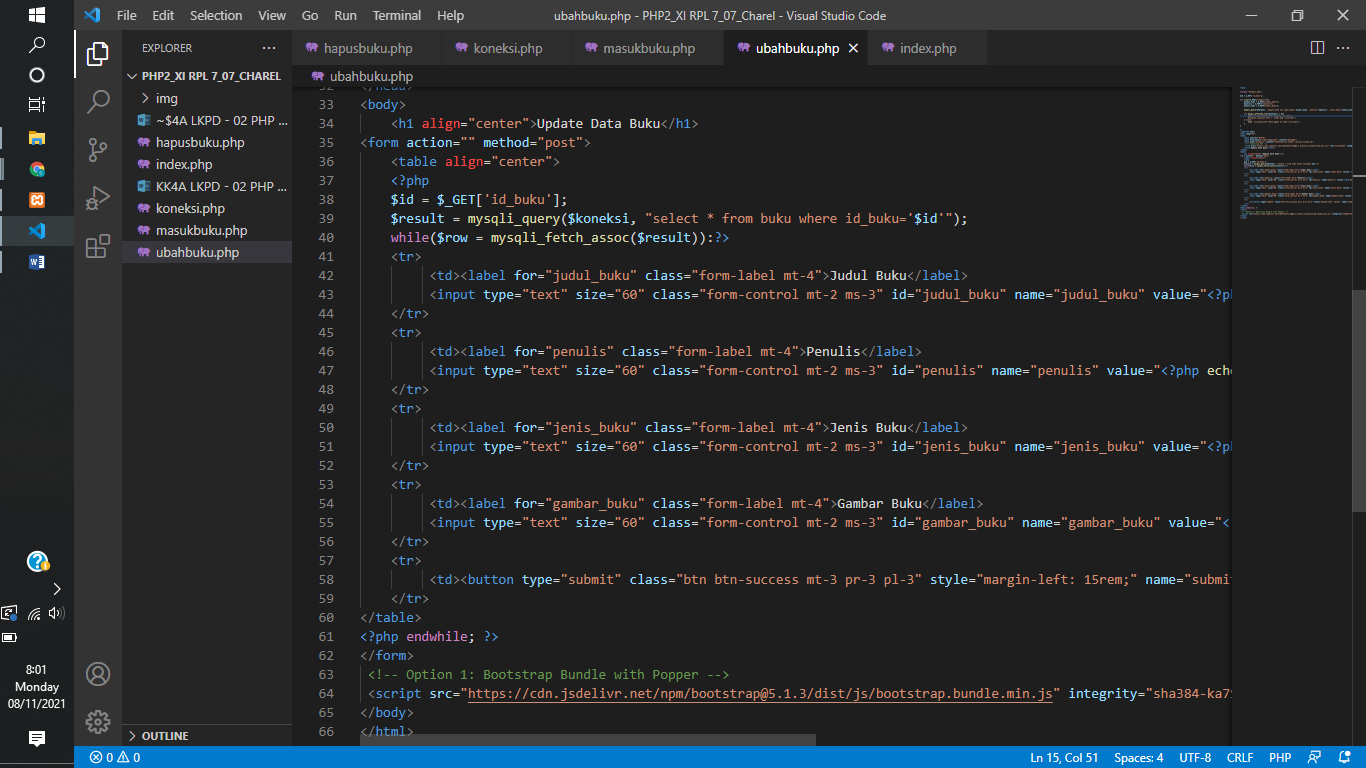 File Edit Selection View Go Run Terminal Help
ubahbuku.php - PHP2_XI RPL 7_07_Charel - Visual Studio Code
EXPLORER
hapusbuku.php
koneksi.php
masukbuku.php
ubahbuku.php
index.php
PHP2_XI RPL 7_07_CHAREL
img
~$4A LKPD - 02 PHP ...
hapusbuku.php
index.php
KK4A LKPD - 02 PHP ...
koneksi.php
masukbuku.php
ubahbuku.php
OUTLINE
ubahbuku.php
32 </head>
33 <body>
34 <h1 align="center">Update Data Buku</h1>
35 <form action="" method="post">
36 <table align="center">
37 <?php
38 $id = $_GET['id_buku'];
39 $result = mysqli_query($koneksi, "select * from buku where id_buku='$id'");
40 while($row = mysqli_fetch_assoc($result)):?>
41 <tr>
42 <td><label for="judul_buku" class="form-label mt-4">Judul Buku</label>
43 <input type="text" size="60" class="form-control mt-2 ms-3" id="judul_buku" name="judul_buku" value="<?p
44 </tr>
45 <tr>
46 <td><label for="penulis" class="form-label mt-4">Penulis</label>
47 <input type="text" size="60" class="form-control mt-2 ms-3" id="penulis" name="penulis" value="<?php ech
48 </tr>
49 <tr>
50 <td><label for="jenis_buku" class="form-label mt-4">Jenis Buku</label>
51 <input type="text" size="60" class="form-control mt-2 ms-3" id="jenis_buku" name="jenis_buku" value="<?p
52 </tr>
53 <tr>
54 <td><label for="gambar_buku" class="form-label mt-4">Gambar Buku</label>
55 <input type="text" size="60" class="form-control mt-2 ms-3" id="gambar_buku" name="gambar_buku" value="<
56 </tr>
57 <tr>
58 <td><button type="submit" class="btn btn-success mt-3 pr-3 pl-3" style="margin-left: 15rem;" name="submi
59 </tr>
60 </table>
61 <?php endwhile; ?>
62 </form>
63 <!-- Option 1: Bootstrap Bundle with Popper -->
64 <script src="https://cdn.jsdelivr.net/npm/bootstrap@5.1.3/dist/js/bootstrap.bundle.min.js" integrity="sha384-ka7
65 </body>
66 </html>
8:01
Monday
08/11/2021
0 0
Ln 15, Col 51
Spaces: 4
UTF-8
CRLF
PHP